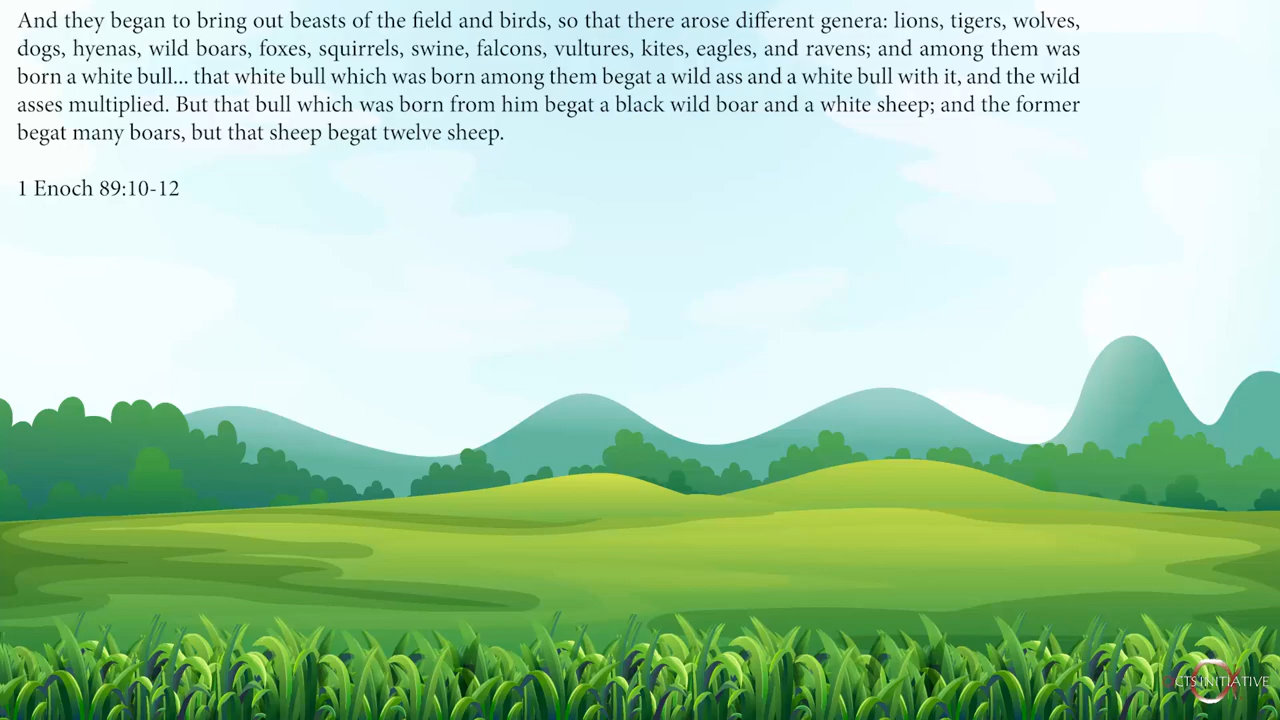 And they began to bring out beasts of the field and birds, so that there arose different genera: lions, tigers, wolves,
dogs, hyenas, wild boars, foxes, squirrels, swine, falcons, vultures, kites, eagles, and ravens; and among them was
born a white bull... that white bull which was born among them begat a wild ass and a white bull with it, and the wild
asses multiplied. But that bull which was born from him begat a black wild boar and a white sheep; and the former
begat many boars, but that sheep begat twelve sheep.
1 Enoch 89:10-12
CTS INITIATIVE